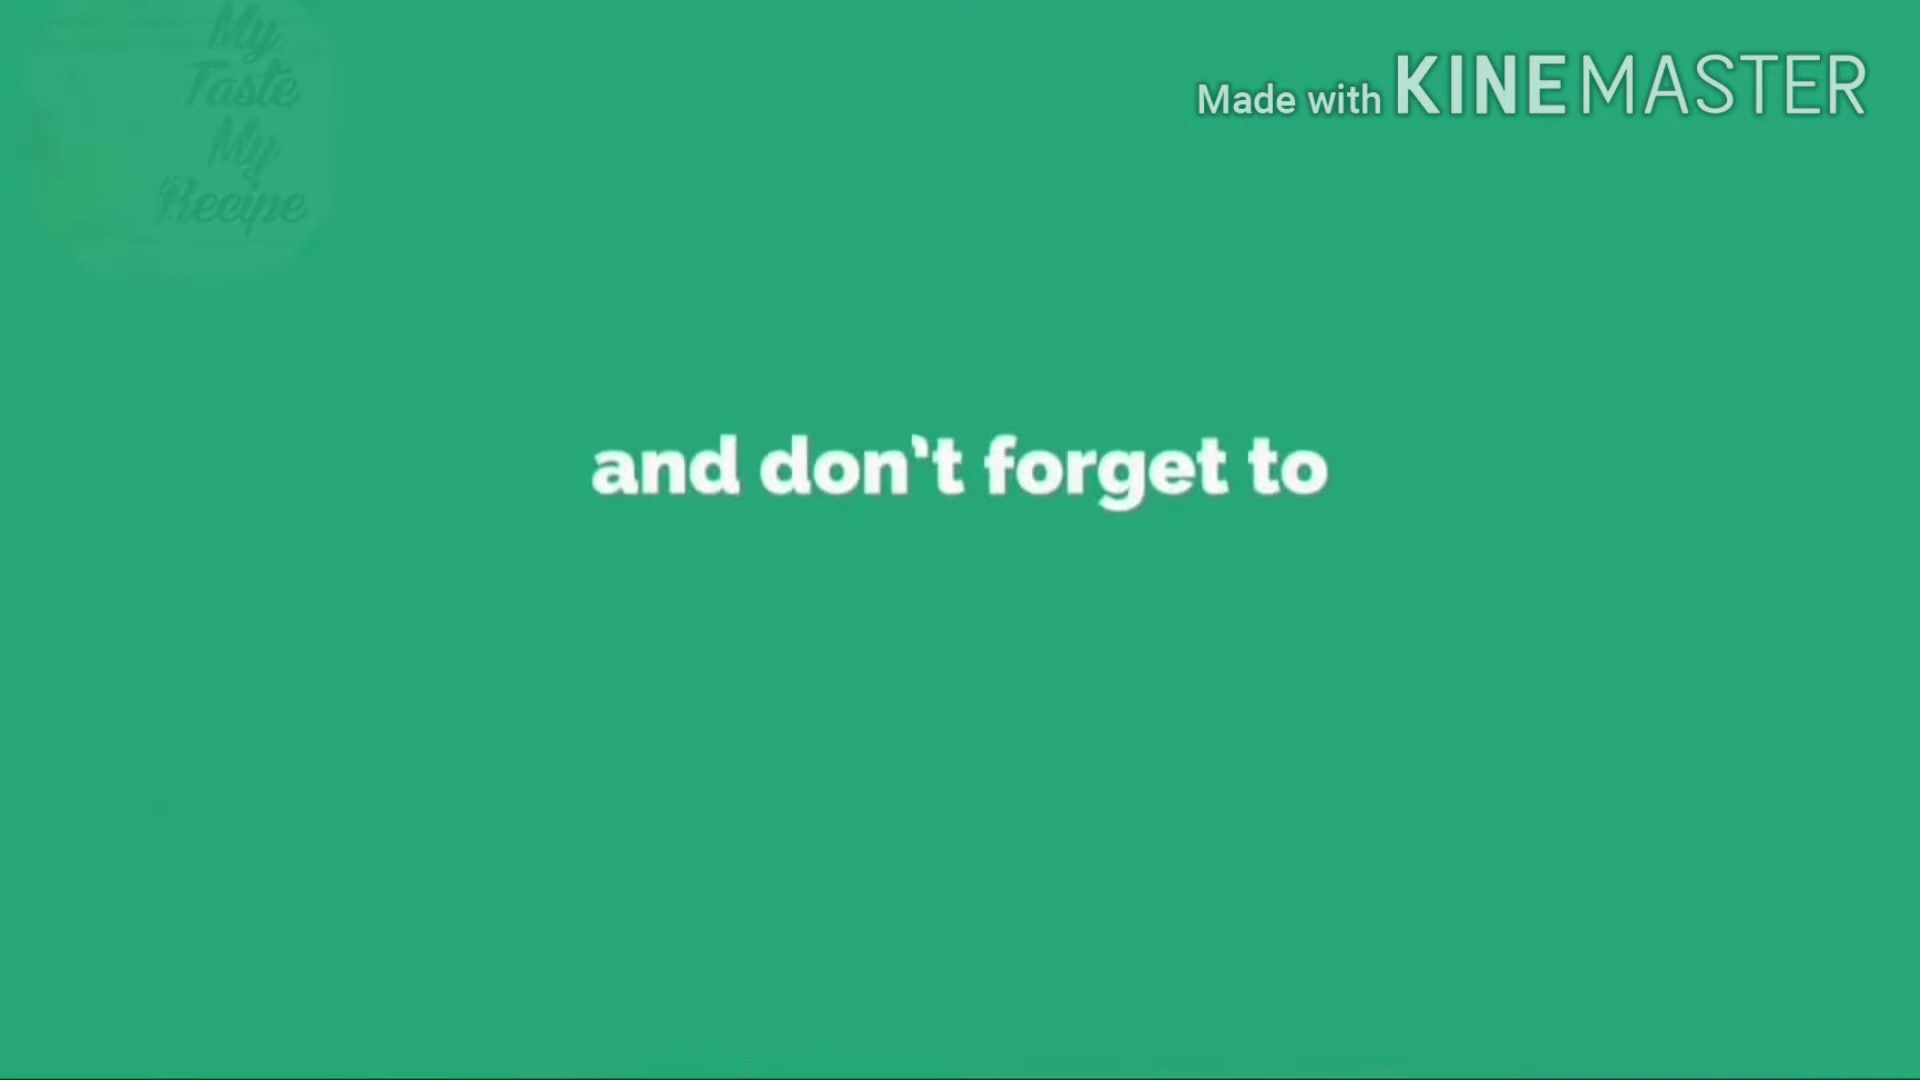 My
Taste
My
Recipe
Made with KINEMASTER
and don't forget to